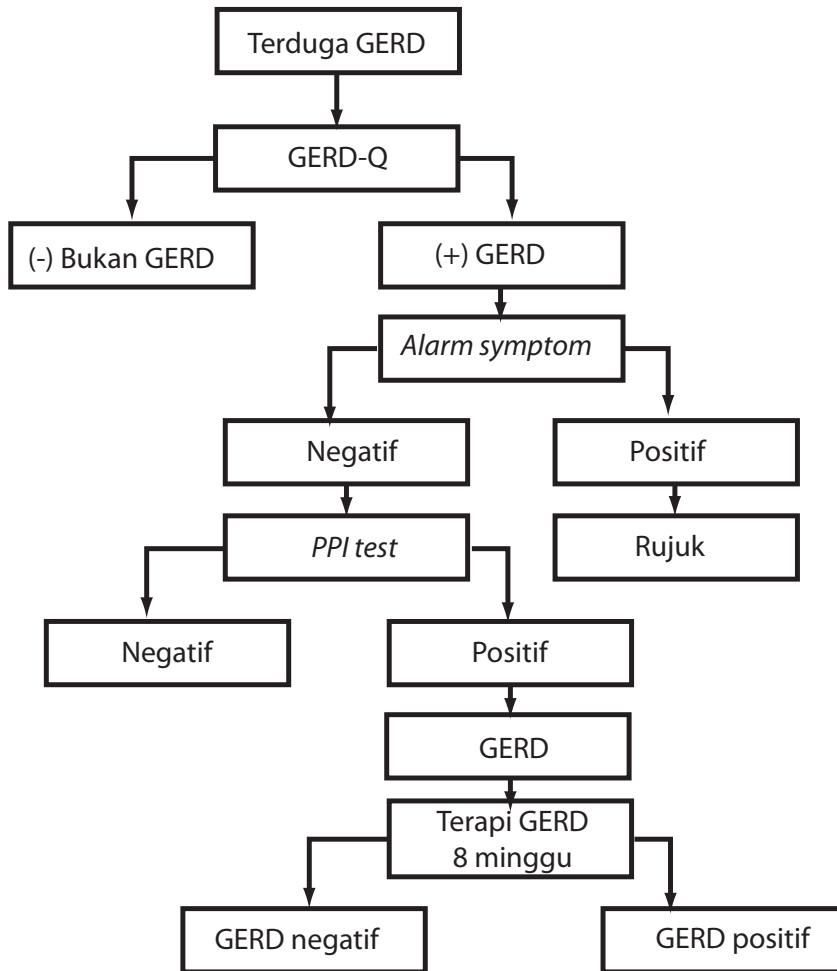 Terduga GERD
GERD-Q
(-) Bukan GERD
(+) GERD
Alarm symptom
Negatif
Positif
PPI test
Rujuk
Negatif
Positif
GERD
Terapi GERD
8 minggu
GERD negatif
GERD positif